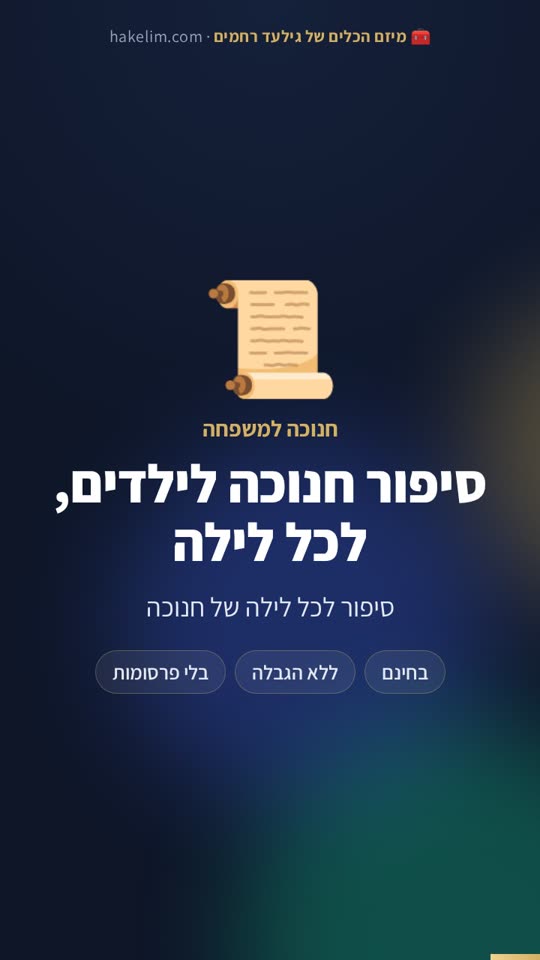 🧰 מיזם הכלים של גילעד רחמים · hakelim.com
חנוכה למשפחה
סיפור חנוכה לילדים,
לכל לילה
סיפור לכל לילה של חנוכה
בחינם
ללא הגבלה
בלי פרסומות